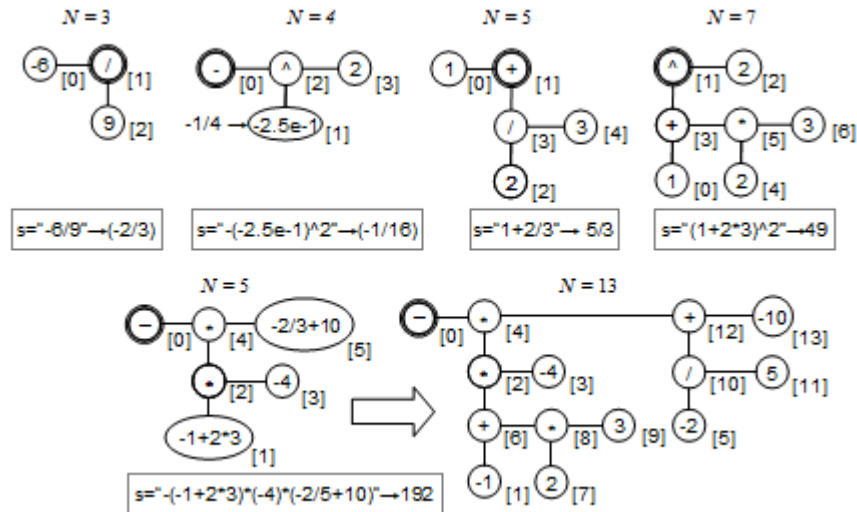 N = 3
N = 4
N = 5
N = 7
-6 [0] / [1]
- [0] ^ [2] 2 [3]
1 [0] + [1]
^ [1] 2 [2]
9 [2]
-1/4 → -2.5e-1 [1]
/ [3] 3 [4]
+ [3] * [5] 3 [6]
2 [2]
1 [0] 2 [4]
s="-6/9"→(-2/3)
s="-(-2.5e-1)^2"→(-1/16)
s="1+2/3"→ 5/3
s="(1+2*3)^2"→49
N = 5
N = 13
− [0] * [4] -2/3+10 [5]
− [0] * [4] + [12] -10 [13]
* [2] -4 [3]
* [2] -4 [3] / [10] 5 [11]
-1+2*3 [1]
+ [6] * [8] 3 [9] -2 [5]
-1 [1] 2 [7]
s="-(-1+2*3)*(-4)*(-2/5+10)"→192